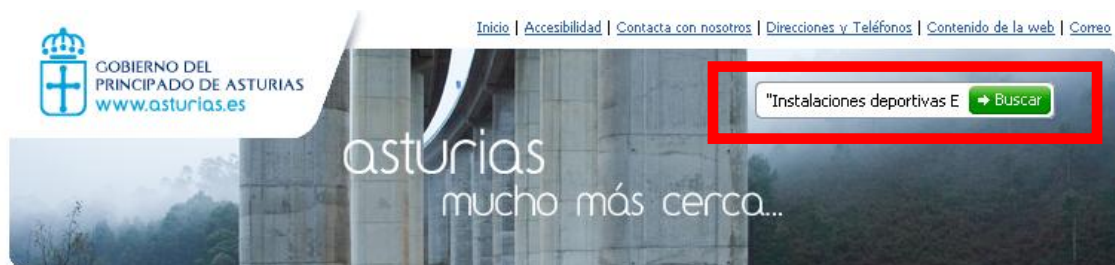 Inicio | Accesibilidad | Contacta con nosotros | Direcciones y Teléfonos | Contenido de la web | Correo
GOBIERNO DEL
PRINCIPADO DE ASTURIAS
www.asturias.es
"Instalaciones deportivas E
Buscar
asturias
mucho más cerca...